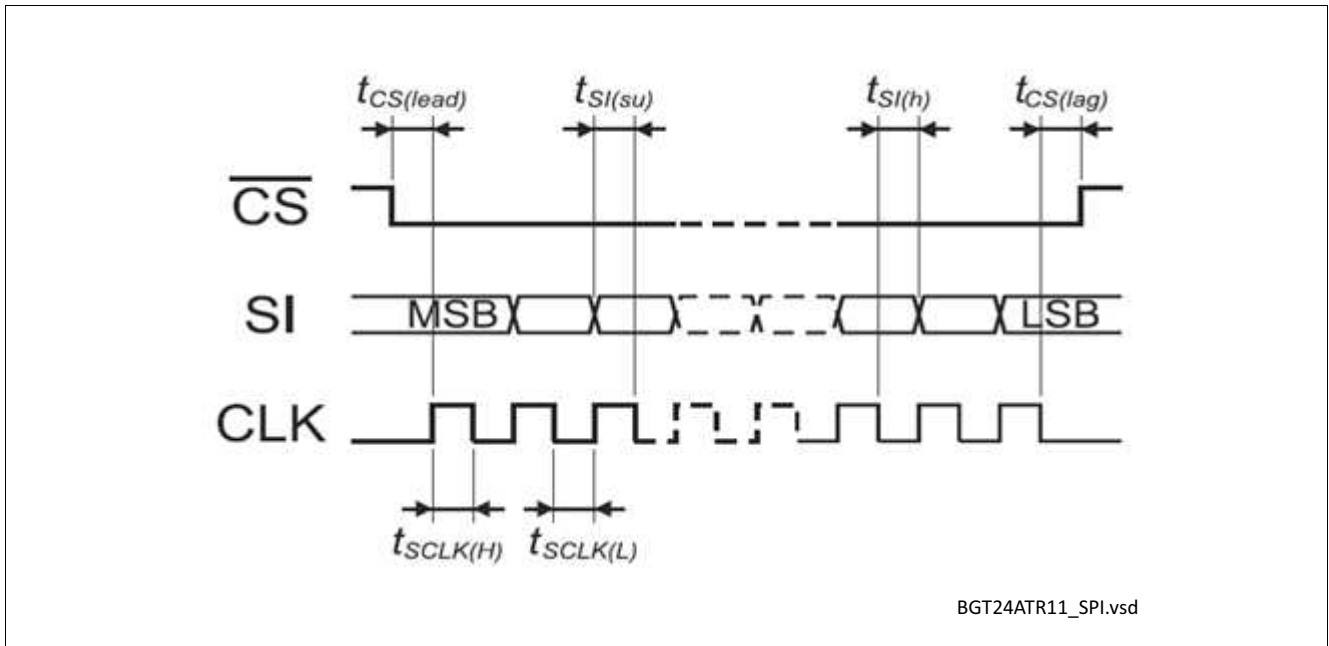 tCS(lead) tSI(su) tSI(h) tCS(lag)
CS
SI MSB LSB
CLK
tSCLK(H) tSCLK(L)
BGT24ATR11_SPI.vsd